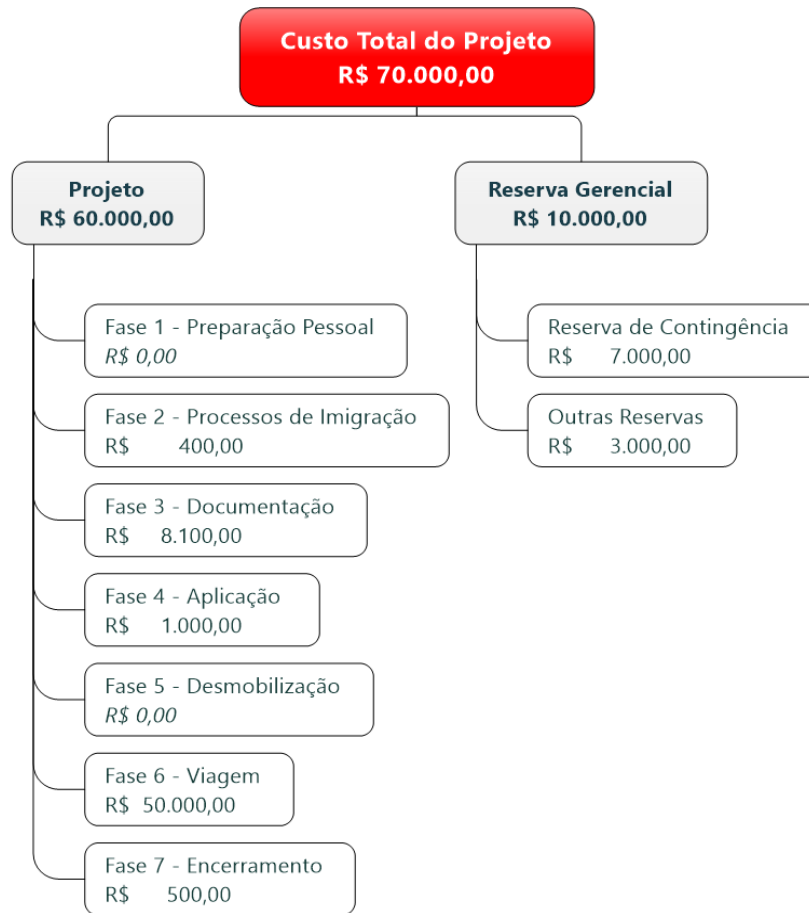 Custo Total do Projeto
R$ 70.000,00
Projeto
R$ 60.000,00
Fase 1 - Preparação Pessoal
R$ 0,00
Fase 2 - Processos de Imigração
R$ 400,00
Fase 3 - Documentação
R$ 8.100,00
Fase 4 - Aplicação
R$ 1.000,00
Fase 5 - Desmobilização
R$ 0,00
Fase 6 - Viagem
R$ 50.000,00
Fase 7 - Encerramento
R$ 500,00
Reserva Gerencial
R$ 10.000,00
Reserva de Contingência
R$ 7.000,00
Outras Reservas
R$ 3.000,00